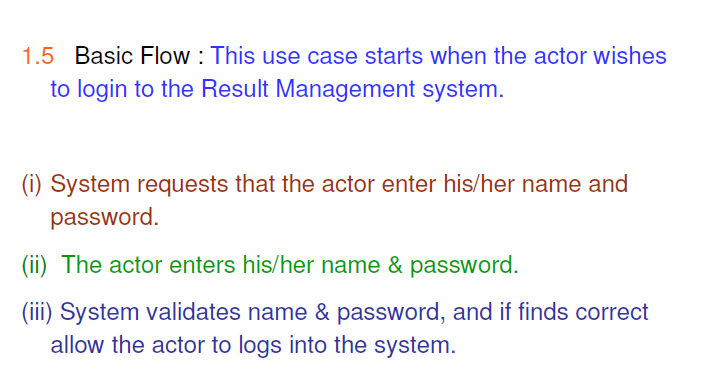 1.5 Basic Flow : This use case starts when the actor wishes
to login to the Result Management system.
(i) System requests that the actor enter his/her name and
password.
(ii) The actor enters his/her name & password.
(iii) System validates name & password, and if finds correct
allow the actor to logs into the system.